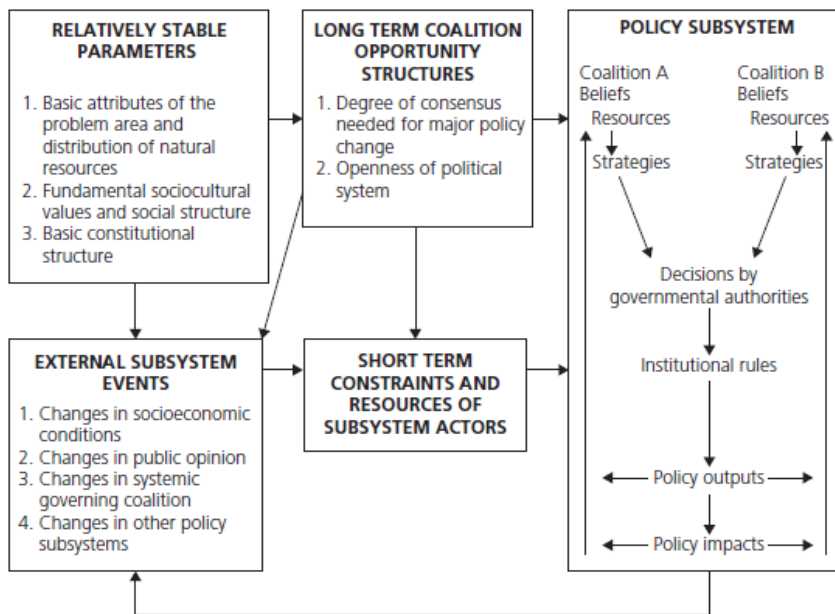 RELATIVELY STABLE
PARAMETERS
1. Basic attributes of the
problem area and
distribution of natural
resources
2. Fundamental sociocultural
values and social structure
3. Basic constitutional
structure
LONG TERM COALITION
OPPORTUNITY
STRUCTURES
1. Degree of consensus
needed for major policy
change
2. Openness of political
system
POLICY SUBSYSTEM
Coalition A
Beliefs
Resources
Strategies
Coalition B
Beliefs
Resources
Strategies
Decisions by
governmental authorities
Institutional rules
Policy outputs
Policy impacts
EXTERNAL SUBSYSTEM
EVENTS
1. Changes in socioeconomic
conditions
2. Changes in public opinion
3. Changes in systemic
governing coalition
4. Changes in other policy
subsystems
SHORT TERM
CONSTRAINTS AND
RESOURCES OF
SUBSYSTEM ACTORS